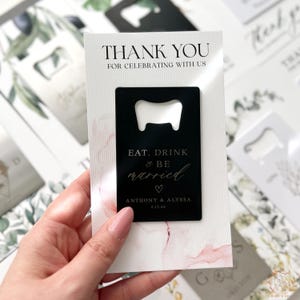 THANK YOU
FOR CELEBRATING WITH US
EAT, DRINK
& BE
married
ANTHONY & ALYSSA